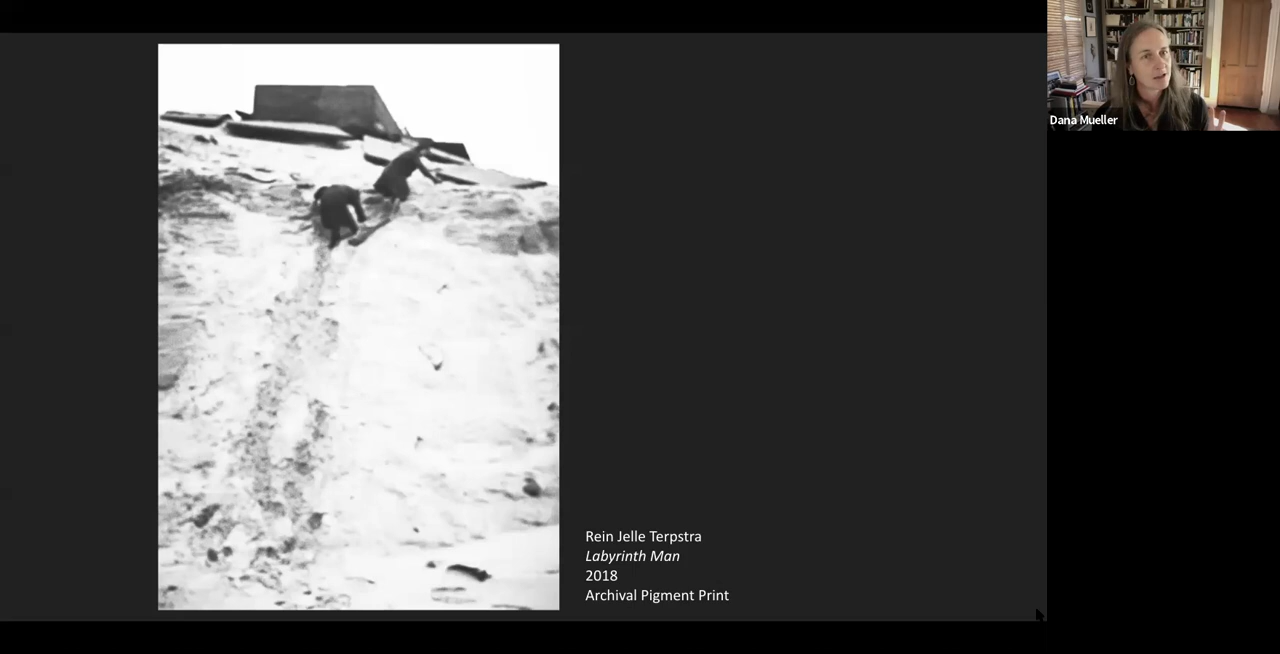 Dana Mueller
Rein Jelle Terpstra
Labyrinth Man
2018
Archival Pigment Print